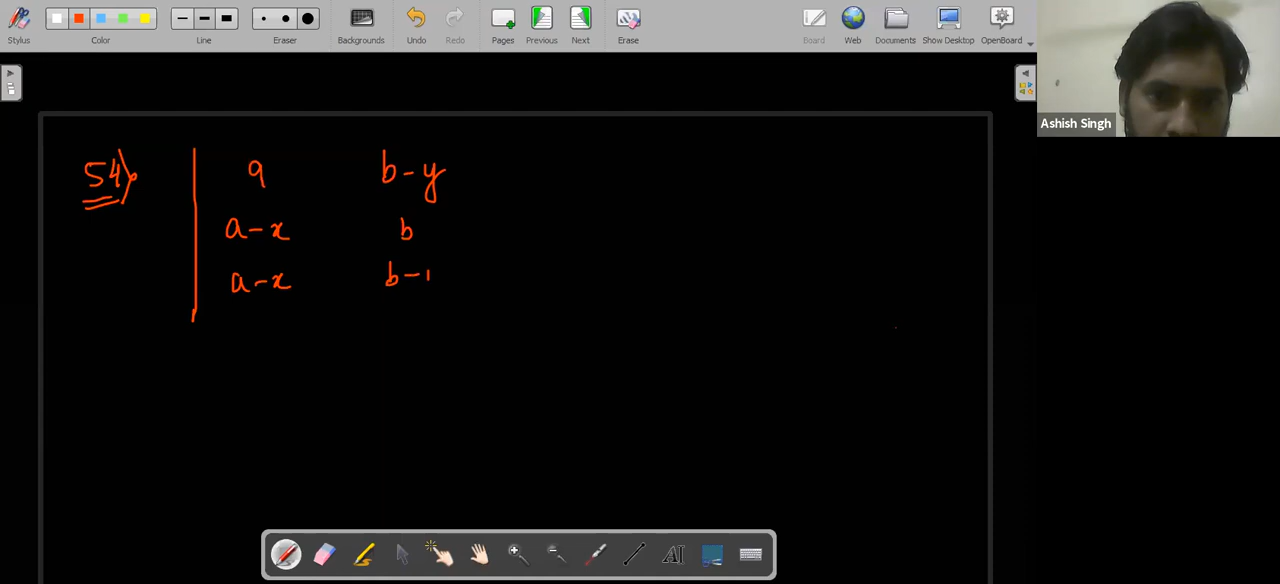 Stylus Color Line Eraser Backgrounds Undo Redo Pages Previous Next Erase Board Web Documents Show Desktop OpenBoard
Ashish Singh
54) a b-y
a-x b
a-x b-
AI